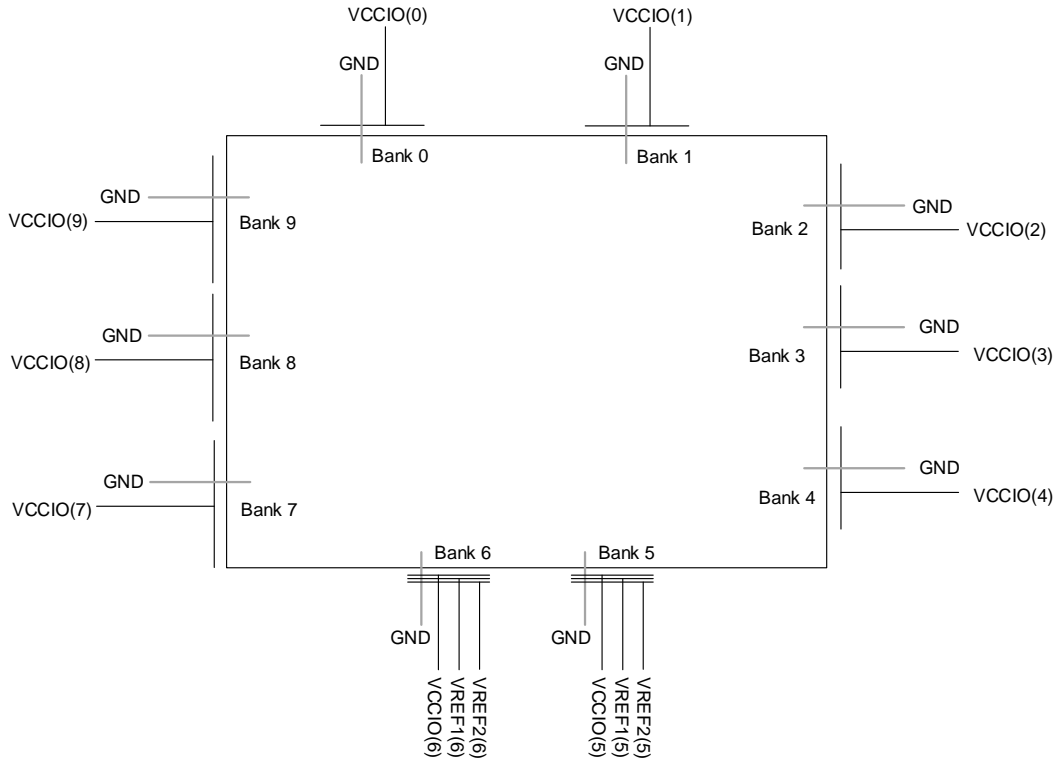 VCCIO(0)
VCCIO(1)
GND
GND
Bank 0
Bank 1
GND
VCCIO(9)
Bank 9
GND
Bank 2
VCCIO(2)
GND
VCCIO(8)
Bank 8
GND
Bank 3
VCCIO(3)
GND
VCCIO(7)
Bank 7
GND
Bank 4
VCCIO(4)
Bank 6
Bank 5
GND
GND
VCCIO(6)
VREF1(6)
VREF2(6)
VCCIO(5)
VREF1(5)
VREF2(5)